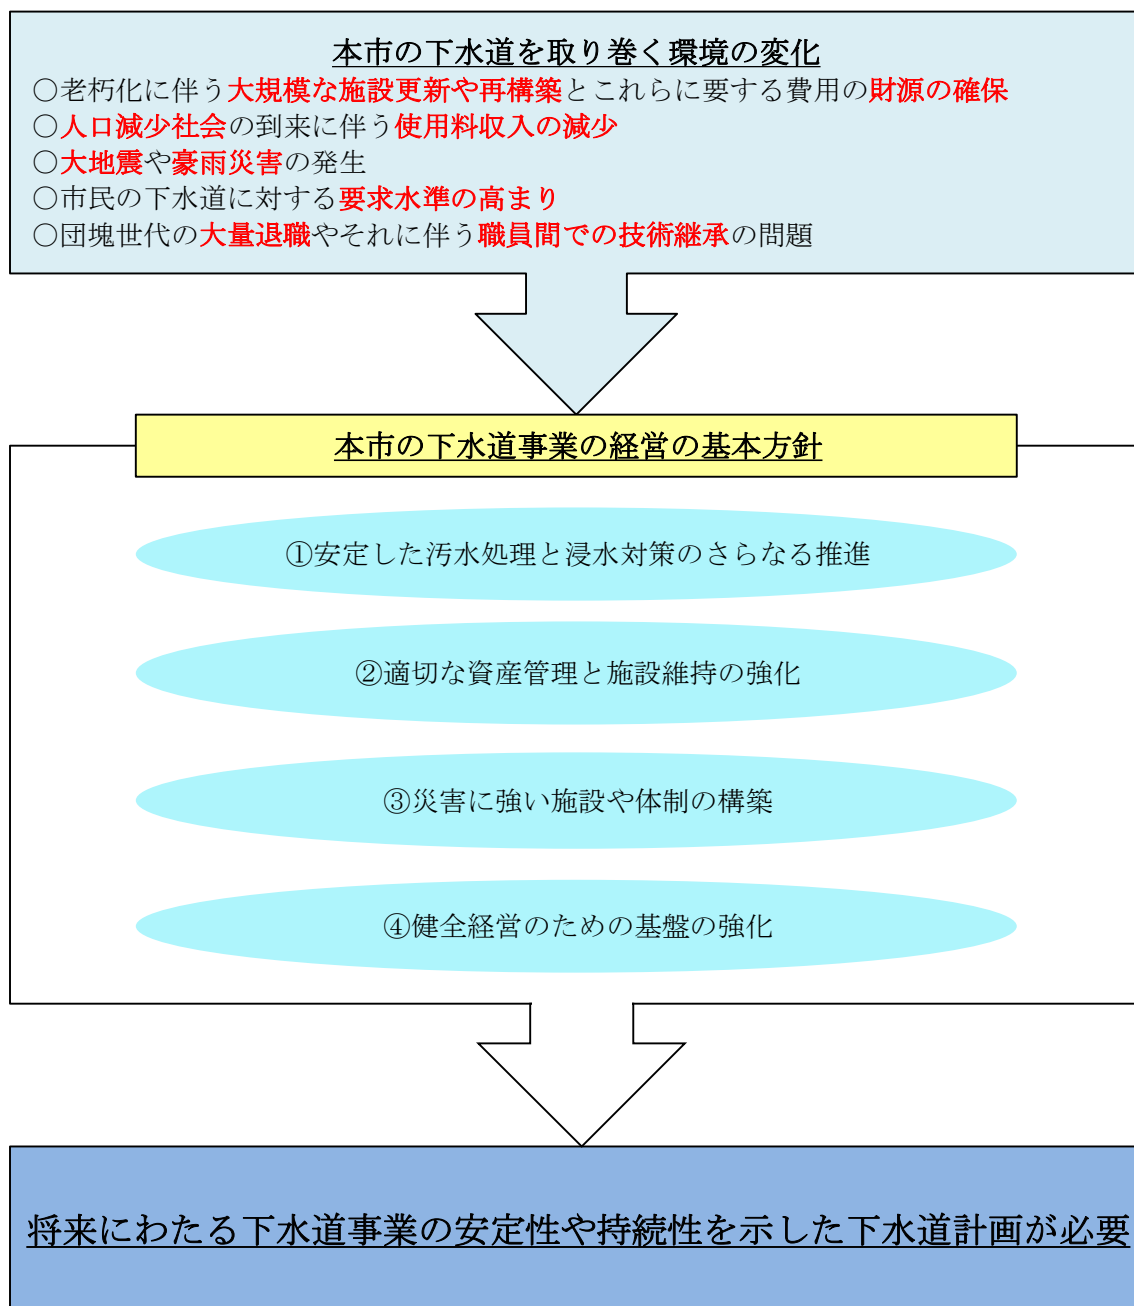 本市の下水道を取り巻く環境の変化
○老朽化に伴う大規模な施設更新や再構築とこれらに要する費用の財源の確保
○人口減少社会の到来に伴う使用料収入の減少
○大地震や豪雨災害の発生
○市民の下水道に対する要求水準の高まり
○団塊世代の大量退職やそれに伴う職員間での技術継承の問題
本市の下水道事業の経営の基本方針
①安定した汚水処理と浸水対策のさらなる推進
②適切な資産管理と施設維持の強化
③災害に強い施設や体制の構築
④健全経営のための基盤の強化
将来にわたる下水道事業の安定性や持続性を示した下水道計画が必要